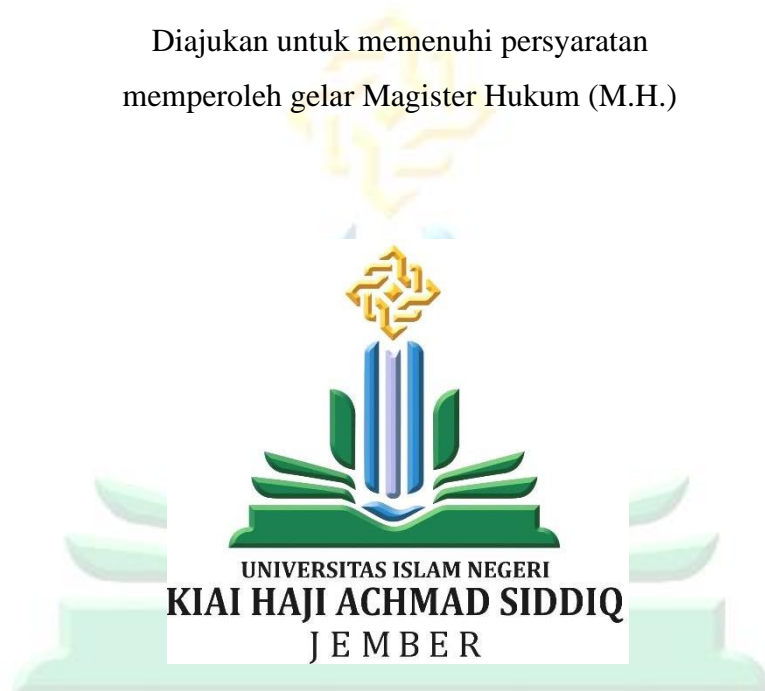 Diajukan untuk memenuhi persyaratan
memperoleh gelar Magister Hukum (M.H.)
UNIVERSITAS ISLAM NEGERI
KIAI HAJI ACHMAD SIDDIQ
JEMBER